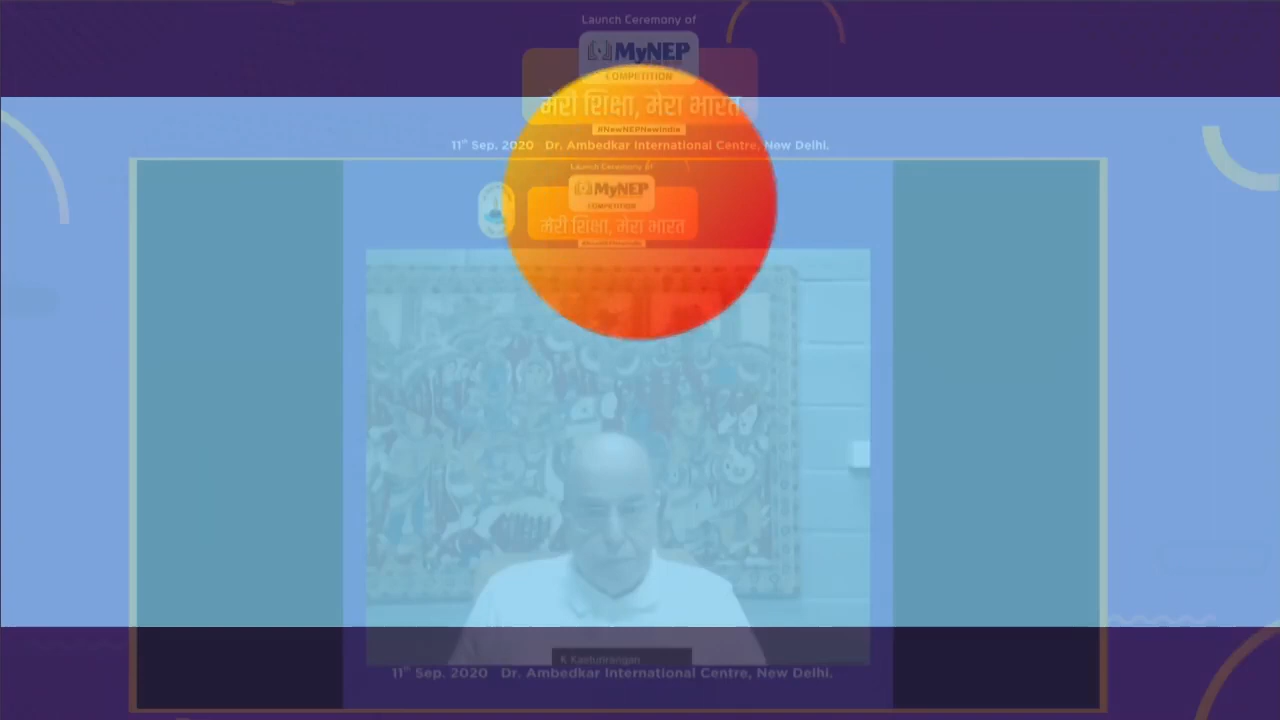 Launch Ceremony of
MyNEP
COMPETITION
मेरी शिक्षा, मेरा भारत
#NewNEPNewIndia
11th Sep. 2020 Dr. Ambedkar International Centre, New Delhi.
Launch Ceremony of
MyNEP
COMPETITION
मेरी शिक्षा, मेरा भारत
#NewNEPNewIndia
K Kasturirangan
11th Sep. 2020 Dr. Ambedkar International Centre, New Delhi.